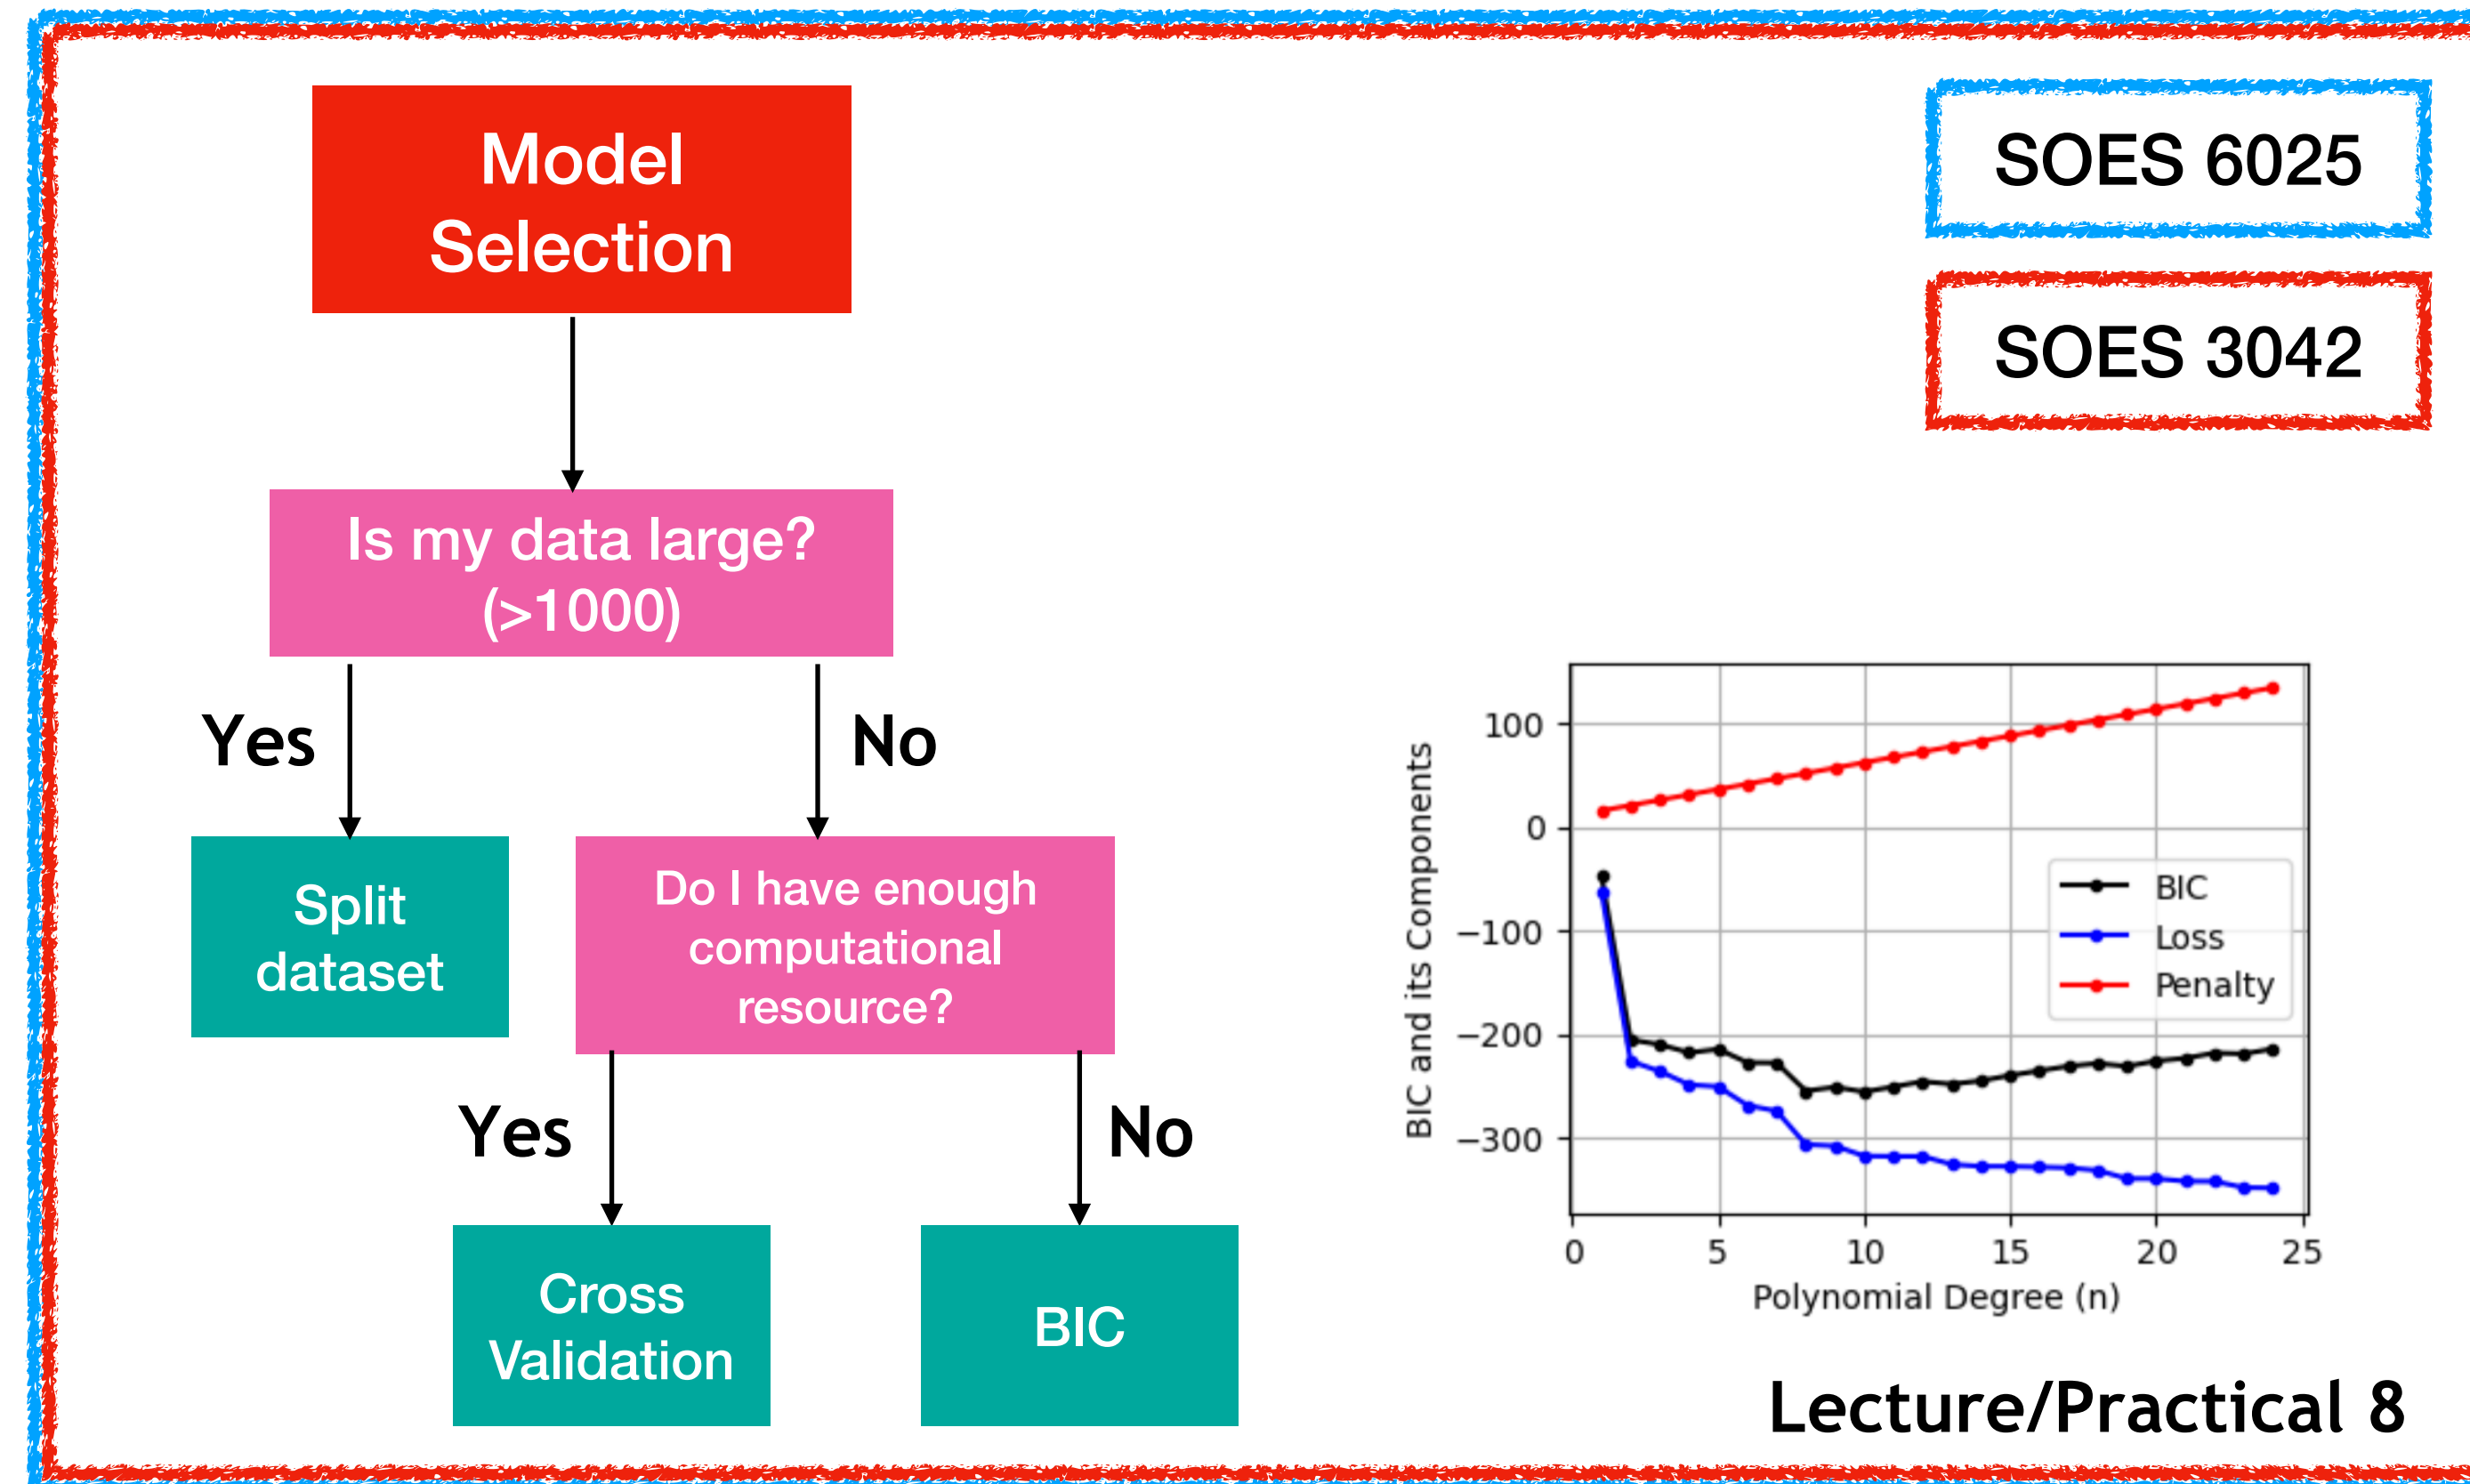 Model
Selection
SOES 6025
SOES 3042
Is my data large?
(>1000)
Yes
No
Split
dataset
Do I have enough
computational
resource?
Yes
No
Cross
Validation
BIC
BIC and its Components
100
0
−100
−200
−300
BIC
Loss
Penalty
0 5 10 15 20 25
Polynomial Degree (n)
Lecture/Practical 8